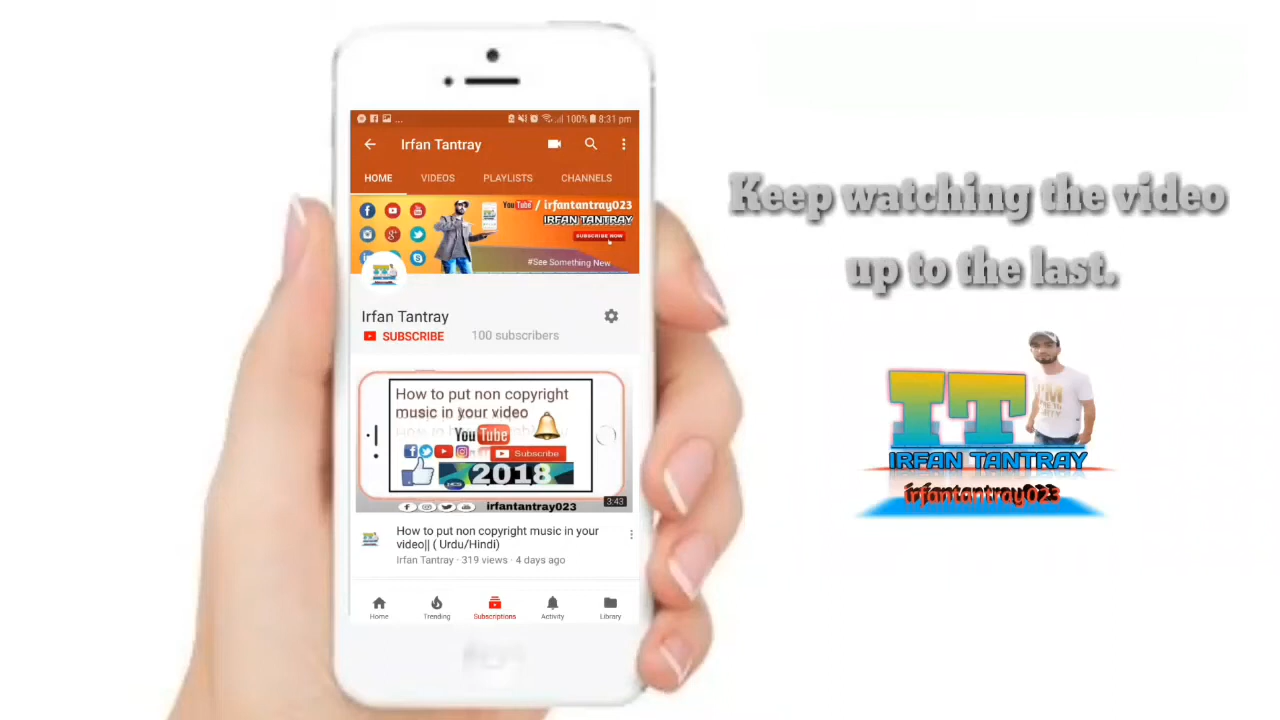 ... 100% 8:31 pm
Irfan Tantray
HOME VIDEOS PLAYLISTS CHANNELS
YouTube / irfantantray023
IRFAN TANTRAY
SUBSCRIBE NOW
#See Something New
Irfan Tantray
SUBSCRIBE 100 subscribers
How to put non copyright
music in your video
YouTube
Subscribe
2018
3:43
irfantantray023
How to put non copyright music in your
video|| ( Urdu/Hindi)
Irfan Tantray · 319 views · 4 days ago
Home Trending Subscriptions Activity Library
Keep watching the video
up to the last.
IT
IRFAN TANTRAY
irfantantray023